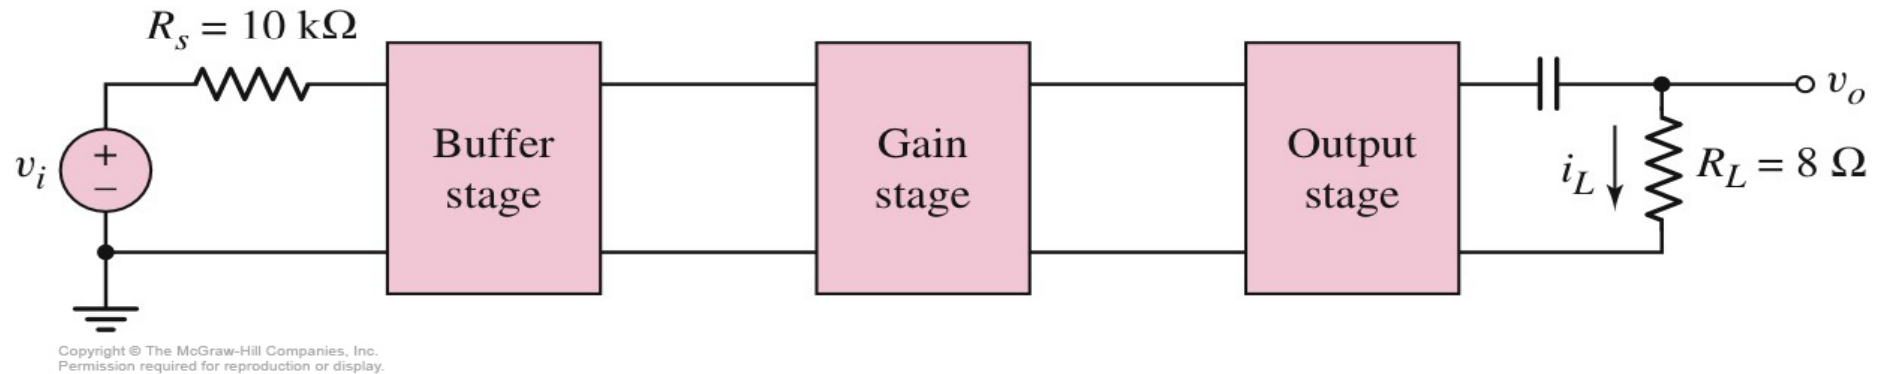 R_s = 10 kΩ
v_i
+
−
Buffer
stage
Gain
stage
Output
stage
v_o
i_L
R_L = 8 Ω
Copyright © The McGraw-Hill Companies, Inc.
Permission required for reproduction or display.